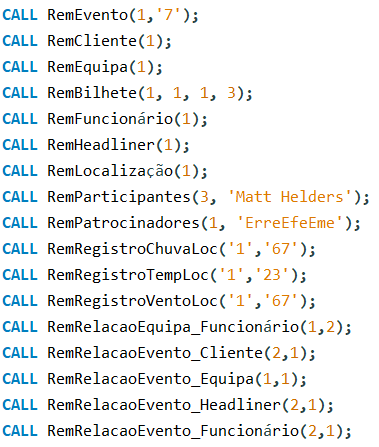 CALL RemEvento(1,'7');
CALL RemCliente(1);
CALL RemEquipa(1);
CALL RemBilhete(1, 1, 1, 3);
CALL RemFuncionário(1);
CALL RemHeadliner(1);
CALL RemLocalização(1);
CALL RemParticipantes(3, 'Matt Helders');
CALL RemPatrocinadores(1, 'ErreEfeEme');
CALL RemRegistroChuvaLoc('1','67');
CALL RemRegistroTempLoc('1','23');
CALL RemRegistroVentoLoc('1','67');
CALL RemRelacaoEquipa_Funcionário(1,2);
CALL RemRelacaoEvento_Cliente(2,1);
CALL RemRelacaoEvento_Equipa(1,1);
CALL RemRelacaoEvento_Headliner(2,1);
CALL RemRelacaoEvento_Funcionário(2,1);